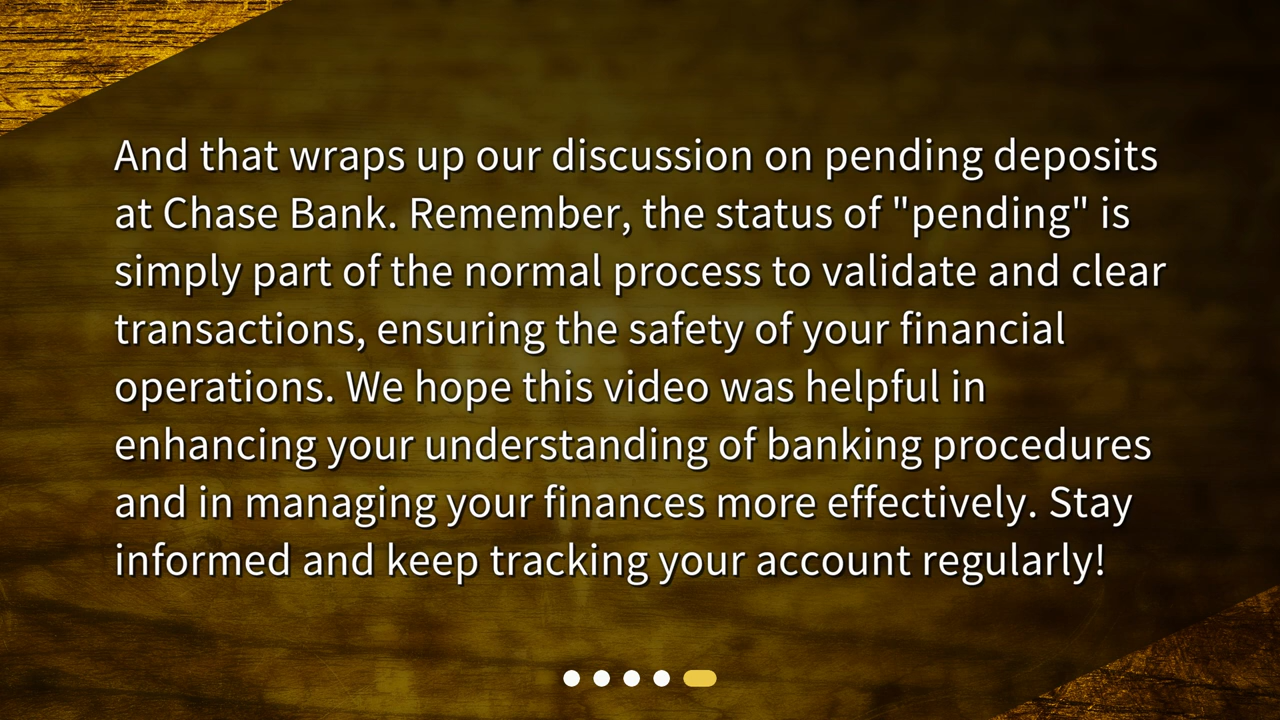 And that wraps up our discussion on pending deposits
at Chase Bank. Remember, the status of "pending" is
simply part of the normal process to validate and clear
transactions, ensuring the safety of your financial
operations. We hope this video was helpful in
enhancing your understanding of banking procedures
and in managing your finances more effectively. Stay
informed and keep tracking your account regularly!